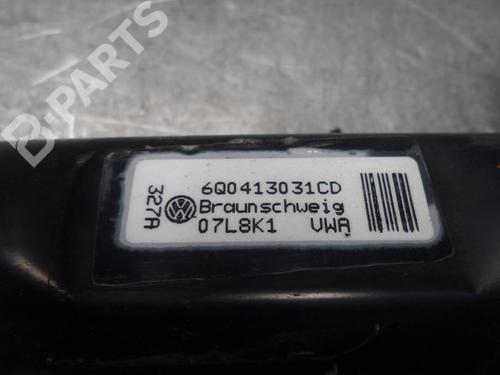 B-PARTS
6Q0413031CD
Braunschweig
07L8K1 VWA
327A